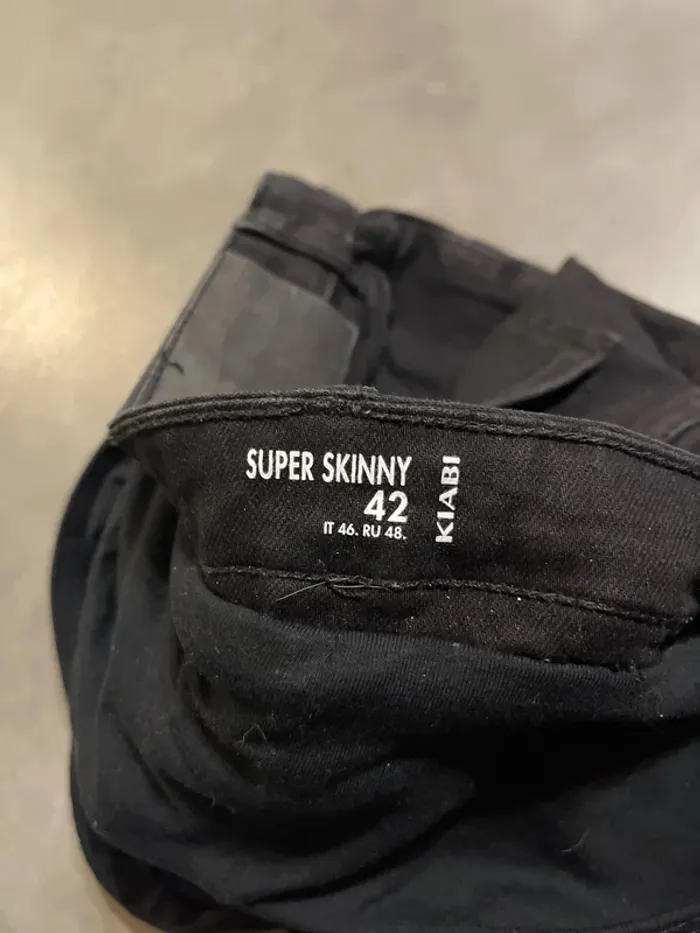 SUPER SKINNY
42
IT 46. RU 48.
KIABI